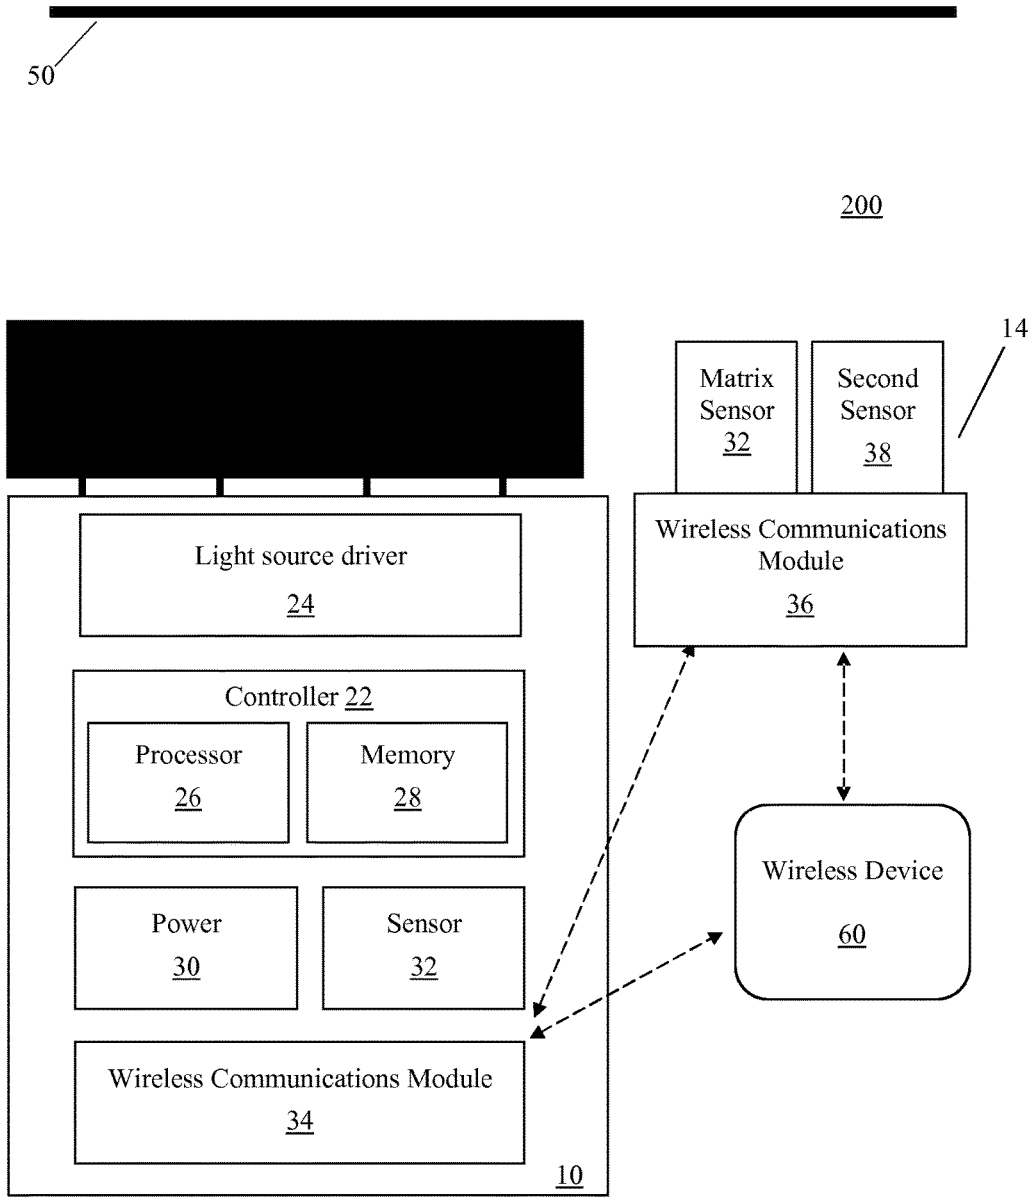 50
200
14
Matrix
Sensor
32
Second
Sensor
38
Wireless Communications
Module
36
Light source driver
24
Controller 22
Processor
26
Memory
28
Wireless Device
60
Power
30
Sensor
32
Wireless Communications Module
34
10